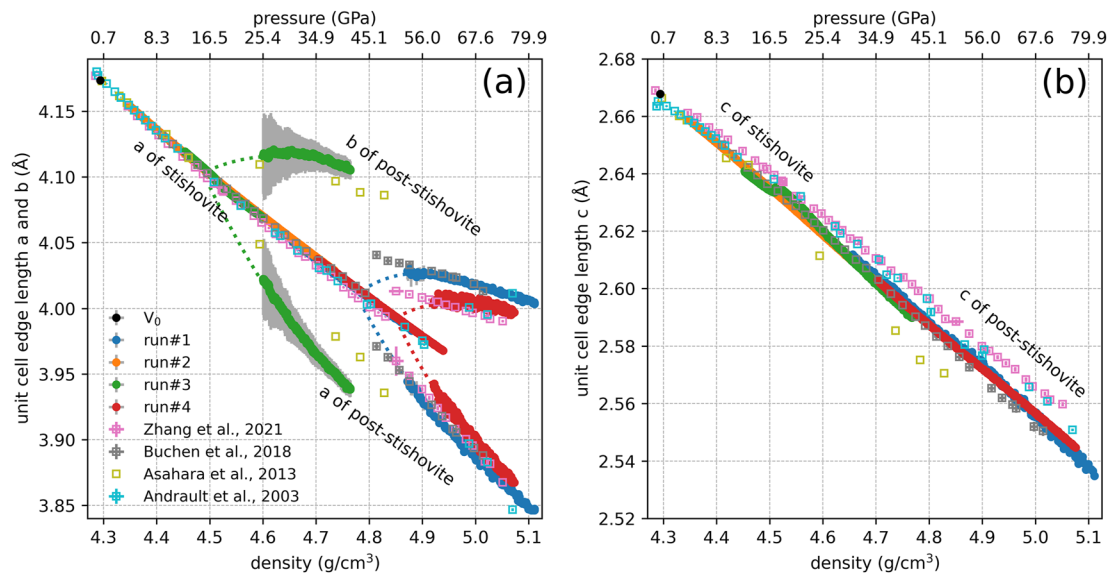 pressure (GPa)
0.7 8.3 16.5 25.4 34.9 45.1 56.0 67.6 79.9
(a)
unit cell edge length a and b (Å)
4.15
4.10
4.05
4.00
3.95
3.90
3.85
a of stishovite
b of post-stishovite
a of post-stishovite
V0
run#1
run#2
run#3
run#4
Zhang et al., 2021
Buchen et al., 2018
Asahara et al., 2013
Andrault et al., 2003
4.3 4.4 4.5 4.6 4.7 4.8 4.9 5.0 5.1
density (g/cm³)
pressure (GPa)
0.7 8.3 16.5 25.4 34.9 45.1 56.0 67.6 79.9
(b)
unit cell edge length c (Å)
2.68
2.66
2.64
2.62
2.60
2.58
2.56
2.54
2.52
c of stishovite
c of post-stishovite
4.3 4.4 4.5 4.6 4.7 4.8 4.9 5.0 5.1
density (g/cm³)